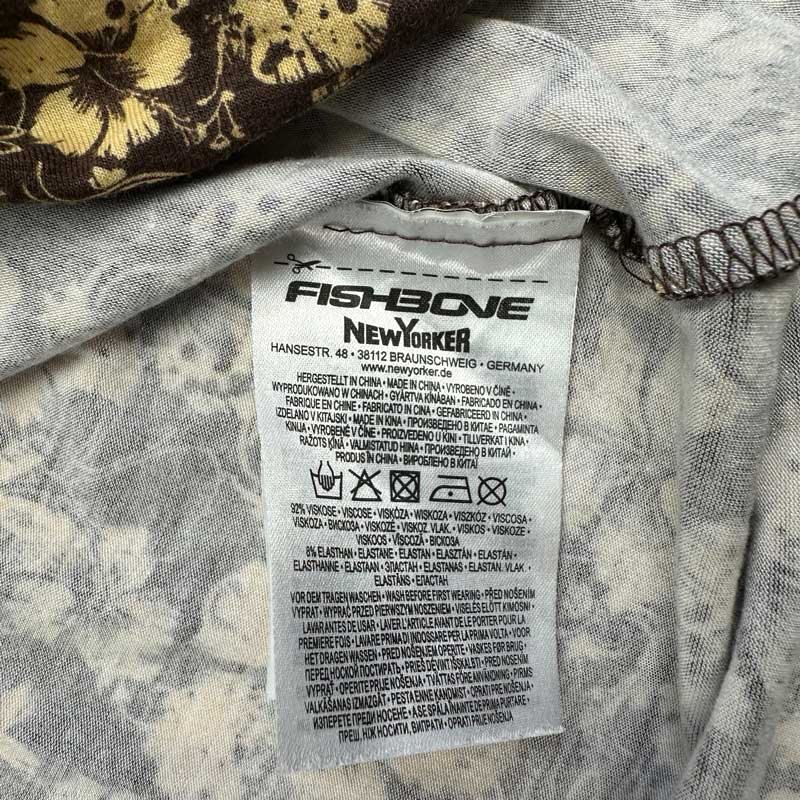 FISHBONE
NEWYORKER
HANSESTR. 48 • 38112 BRAUNSCHWEIG • GERMANY
www.newyorker.de
HERGESTELLT IN CHINA • MADE IN CHINA • VYROBENO V ČÍNĚ •
WYPRODUKOWANO W CHINACH • GYÁRTVA KÍNÁBAN • FABRICADO EN CHINA •
FABRIQUE EN CHINE • FABBRICATO IN CINA • GEFABRICEERD IN CHINA •
IZDELANO V KITAJSKI • MADE IN KINA • ПРОИЗВЕДЕНО В КИТАЕ • PAGAMINTA
KINIJA • VYROBENÉ V ČÍNE • PROIZVEDENO U KINI • TILLVERKAT I KINA •
RAŽOTS ĶĪNĀ • VALMISTATUD HIINA • ПРОИЗВЕДЕНО В КИТАЙ •
PRODUS ÎN CHINA • ВИРОБЛЕНО В КИТАЇ
92% VISKOSE • VISCOSE • VISKÓZA • WISKOZA • VISZKÓZ • VISCOSA •
VISKOZA • ВИСКОЗА • VISKOZĖ • VISKOZ. VLAK. • VISKOS • VISKOZE •
VISKOOS • VÎSCOZĂ • ВІСКОЗА
8% ELASTHAN • ELASTANE • ELASTAN • ELASZTÁN • ELASTÁN •
ELASTHANNE • ELASTAAN • ЭЛАСТАН • ELASTANAS • ELASTAN. VLAK. •
ELASTĀNS • ЕЛАСТАН
VOR DEM TRAGEN WASCHEN • WASH BEFORE FIRST WEARING • PŘED NOŠENÍM
VYPRAT • WYPRAĆ PRZED PIERWSZYM NOSZENIEM • VISELÉS ELŐTT KIMOSNI •
LAVAR ANTES DE USAR • LAVER L'ARTICLE AVANT DE LE PORTER POUR LA
PREMIERE FOIS • LAVARE PRIMA DI INDOSSARE PER LA PRIMA VOLTA • VOOR
HET DRAGEN WASSEN • PRED NOŠENJEM OPERITE • VASKES FØR BRUG •
ПЕРЕД НОСКОЙ ПОСТИРАТЬ • PRIEŠ DĖVINT IŠSKALBTI • PRED NOSENÍM
VYPRAŤ • OPERITE PRIJE NOŠENJA • TVÄTTAS FÖRE ANVÄNDNING • PIRMS
VALKĀŠANAS IZMAZGĀT • PESTA ENNE KANDMIST • OPRATI PRE NOŠENJA •
ИЗПЕРЕТЕ ПРЕДИ НОСЕНЕ • A SE SPĂLA ÎNAINTE DE PRIMA PURTARE •
ПРЕШ, НІЖ НОСИТИ, ВИПРАТИ • OPRATI PRIJE NOŠENJA